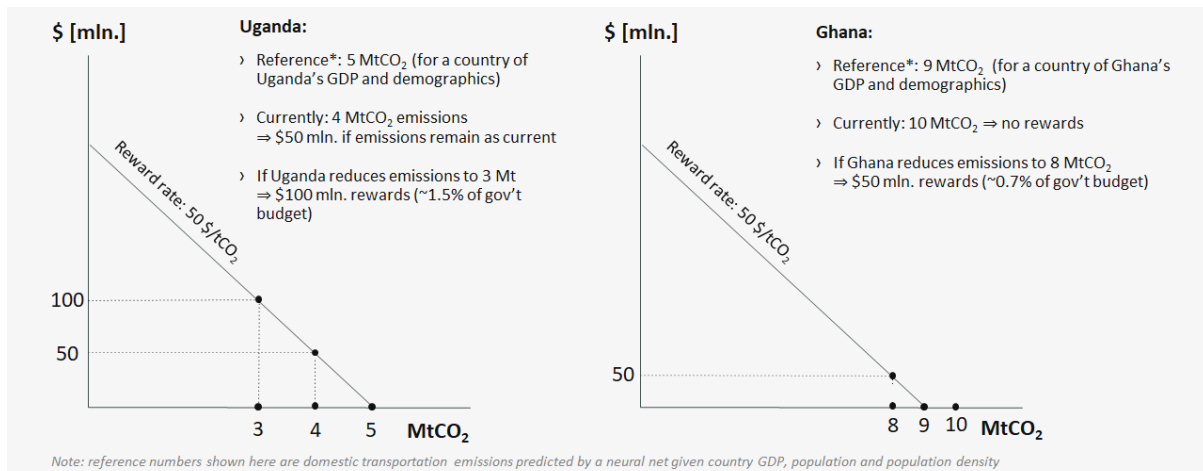 $ [mln.]
Uganda:
› Reference*: 5 MtCO₂ (for a country of
Uganda's GDP and demographics)
› Currently: 4 MtCO₂ emissions
⇒ $50 mln. if emissions remain as current
› If Uganda reduces emissions to 3 Mt
⇒ $100 mln. rewards (~1.5% of gov't
budget)
Reward rate: 50 $/tCO₂
100
50
3 4 5 MtCO₂
$ [mln.]
Ghana:
› Reference*: 9 MtCO₂ (for a country of Ghana's
GDP and demographics)
› Currently: 10 MtCO₂ ⇒ no rewards
› If Ghana reduces emissions to 8 MtCO₂
⇒ $50 mln. rewards (~0.7% of gov't budget)
Reward rate: 50 $/tCO₂
50
8 9 10 MtCO₂
Note: reference numbers shown here are domestic transportation emissions predicted by a neural net given country GDP, population and population density